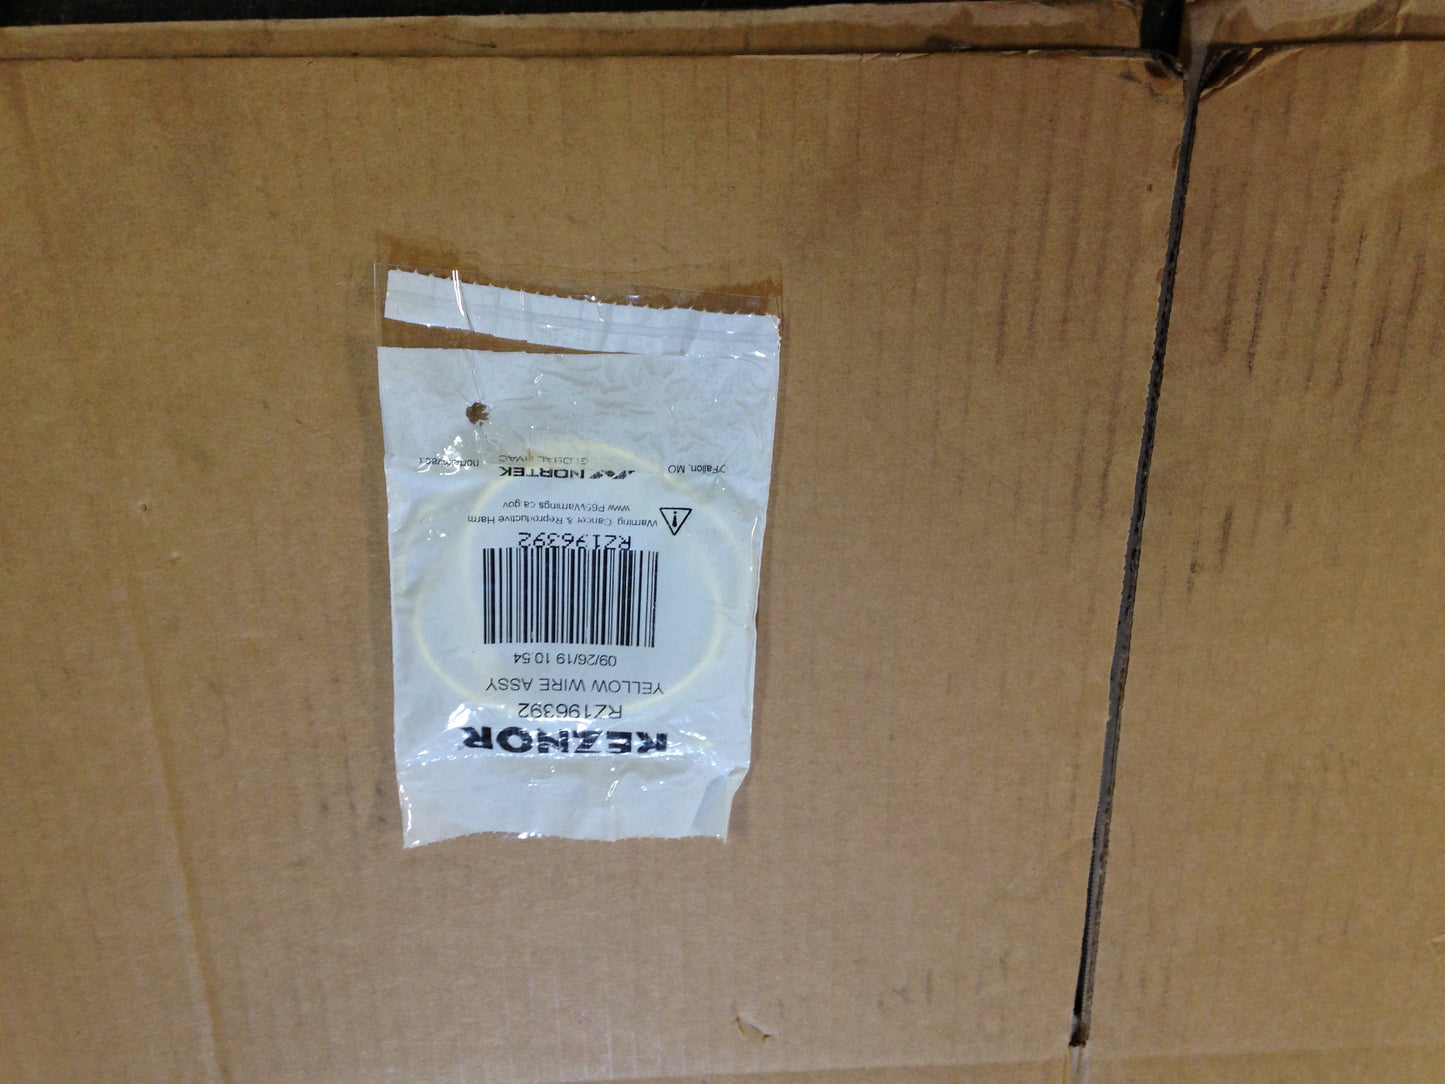 REZNOR
RZ196392
YELLOW WIRE ASSY
09/26/19 10:54
RZ196392
Warning: Cancer & Reproductive Harm
www.P65Warnings.ca.gov
O'Fallon, MO NORTEK
GLOBAL HVAC